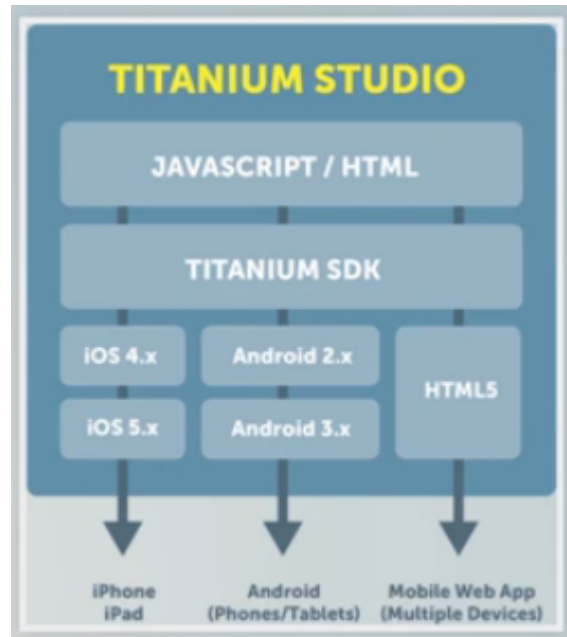 TITANIUM STUDIO
JAVASCRIPT / HTML
TITANIUM SDK
iOS 4.x
Android 2.x
HTML5
iOS 5.x
Android 3.x
iPhone
iPad
Android
(Phones/Tablets)
Mobile Web App
(Multiple Devices)